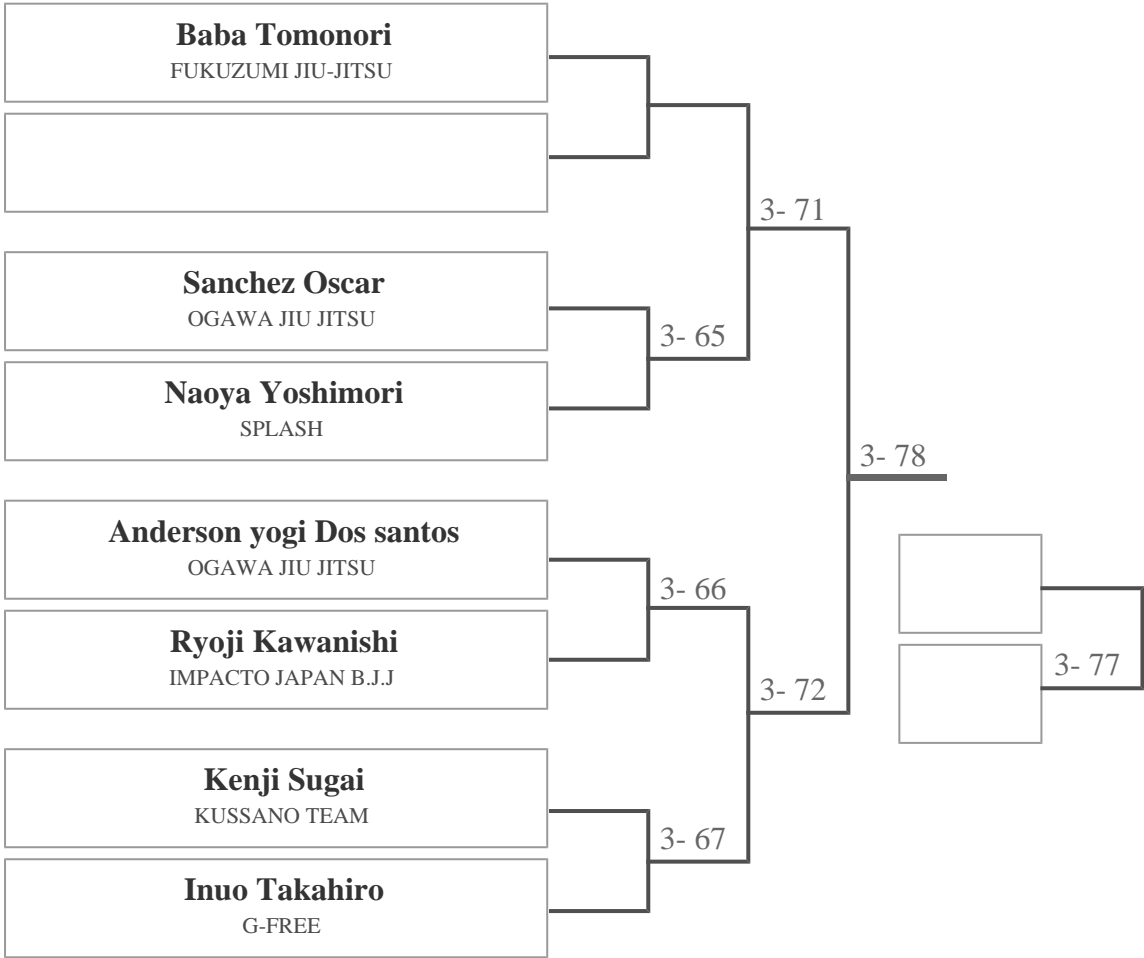 Baba Tomonori
FUKUZUMI JIU-JITSU
3- 71
Sanchez Oscar
OGAWA JIU JITSU
3- 65
Naoya Yoshimori
SPLASH
3- 78
Anderson yogi Dos santos
OGAWA JIU JITSU
3- 66
Ryoji Kawanishi
IMPACTO JAPAN B.J.J
3- 72
3- 77
Kenji Sugai
KUSSANO TEAM
3- 67
Inuo Takahiro
G-FREE